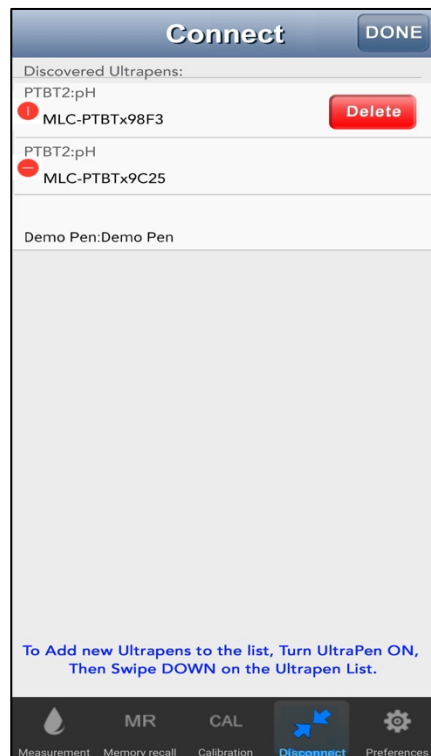 Connect
DONE
Discovered Ultrapens:
PTBT2:pH
MLC-PTBTx98F3
Delete
PTBT2:pH
MLC-PTBTx9C25
Demo Pen:Demo Pen
To Add new Ultrapens to the list, Turn UltraPen ON,
Then Swipe DOWN on the Ultrapen List.
MR
CAL
Measurement
Memory recall
Calibration
Disconnect
Preferences